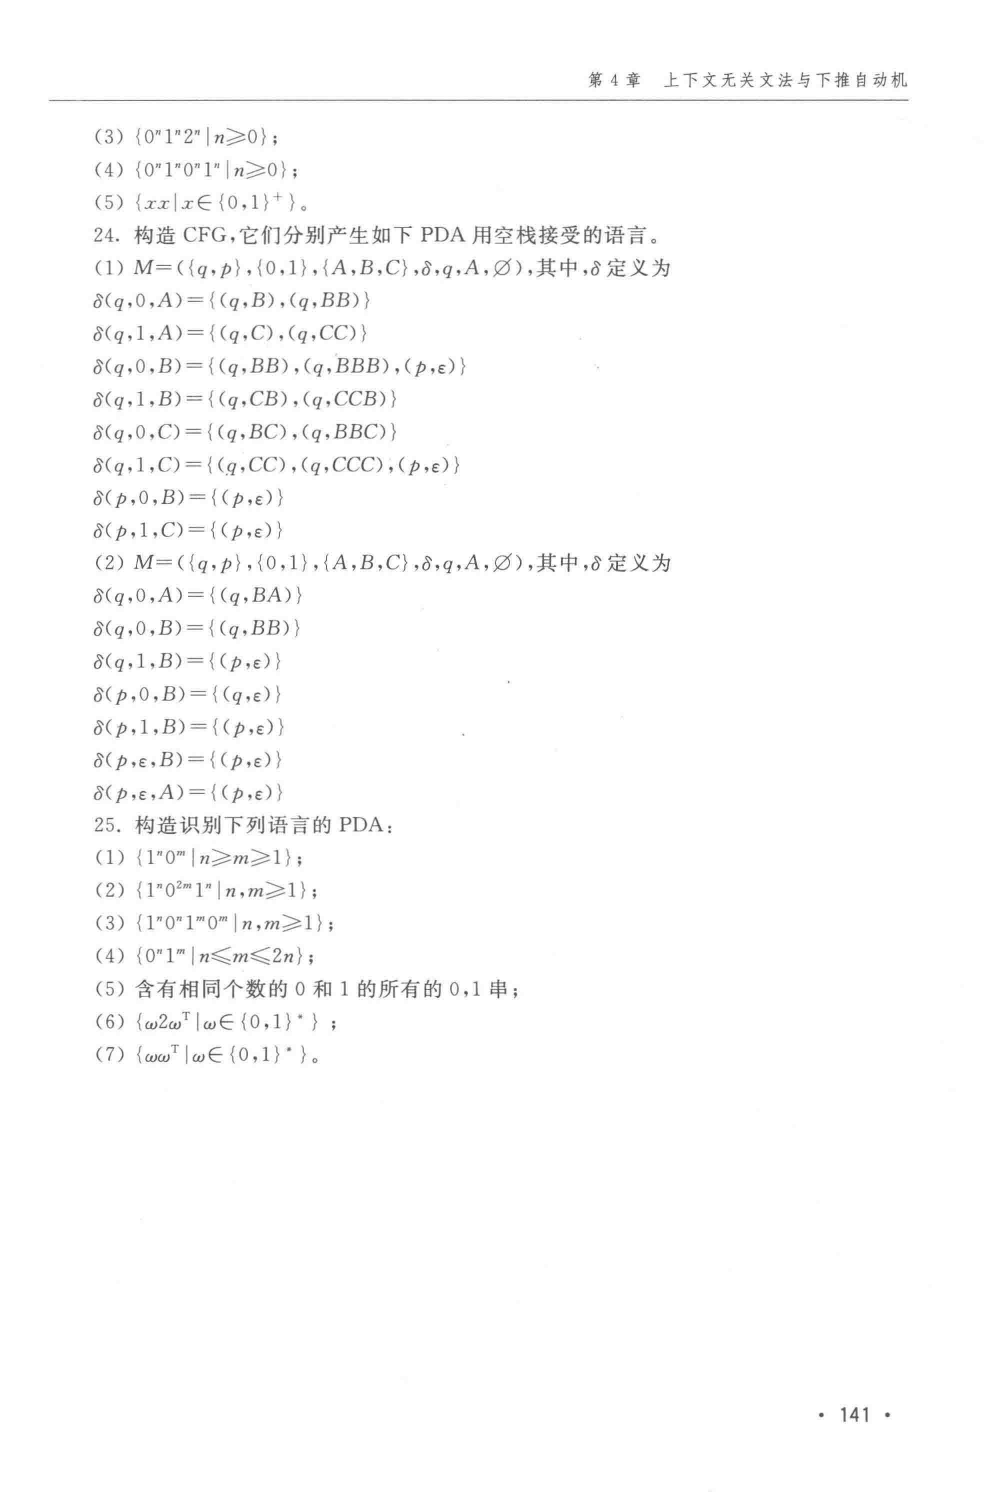 第 4 章　上下文无关文法与下推自动机
(3) {0ⁿ1ⁿ2ⁿ|n≥0};
(4) {0ⁿ1ⁿ0ⁿ1ⁿ|n≥0};
(5) {xx|x∈{0,1}⁺}。
24. 构造 CFG,它们分别产生如下 PDA 用空栈接受的语言。
(1) M=({q,p},{0,1},{A,B,C},δ,q,A,∅),其中,δ 定义为
δ(q,0,A)={(q,B),(q,BB)}
δ(q,1,A)={(q,C),(q,CC)}
δ(q,0,B)={(q,BB),(q,BBB),(p,ε)}
δ(q,1,B)={(q,CB),(q,CCB)}
δ(q,0,C)={(q,BC),(q,BBC)}
δ(q,1,C)={(q,CC),(q,CCC),(p,ε)}
δ(p,0,B)={(p,ε)}
δ(p,1,C)={(p,ε)}
(2) M=({q,p},{0,1},{A,B,C},δ,q,A,∅),其中,δ 定义为
δ(q,0,A)={(q,BA)}
δ(q,0,B)={(q,BB)}
δ(q,1,B)={(p,ε)}
δ(p,0,B)={(q,ε)}
δ(p,1,B)={(p,ε)}
δ(p,ε,B)={(p,ε)}
δ(p,ε,A)={(p,ε)}
25. 构造识别下列语言的 PDA:
(1) {1ⁿ0ᵐ|n≥m≥1};
(2) {1ⁿ0²ᵐ1ⁿ|n,m≥1};
(3) {1ⁿ0ⁿ1ᵐ0ᵐ|n,m≥1};
(4) {0ⁿ1ᵐ|n≤m≤2n};
(5) 含有相同个数的 0 和 1 的所有的 0,1 串;
(6) {ω2ωᵀ|ω∈{0,1}*};
(7) {ωωᵀ|ω∈{0,1}*}。
· 141 ·